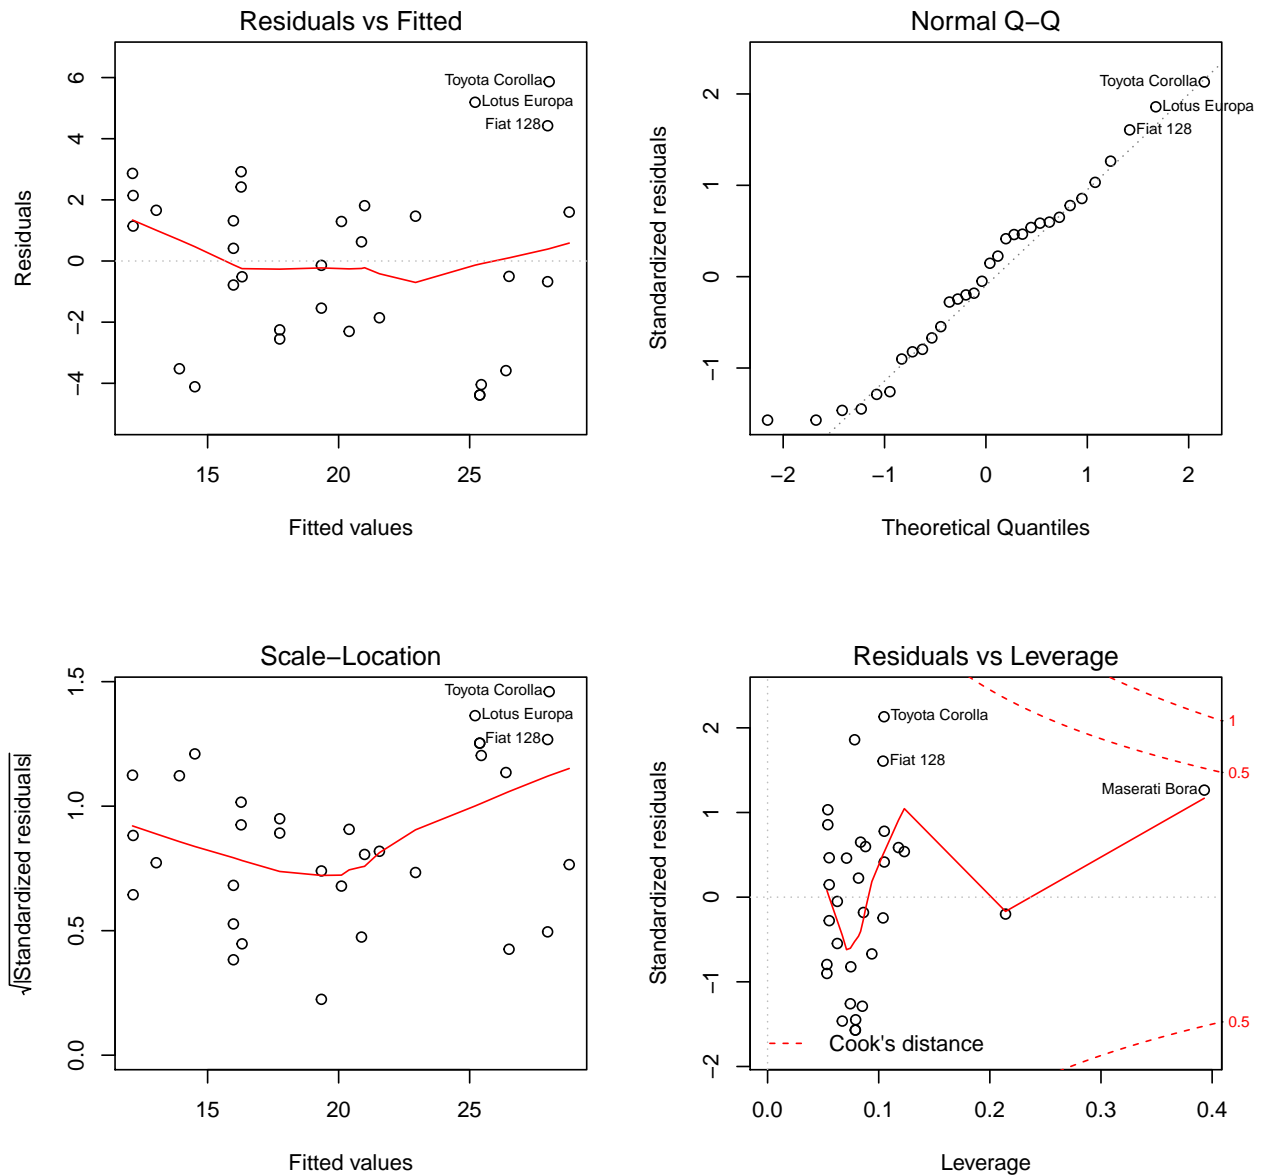 Residuals vs Fitted
Residuals
6
4
2
0
−2
−4
Toyota Corolla
Lotus Europa
Fiat 128
15 20 25
Fitted values
Normal Q−Q
Standardized residuals
2
1
0
−1
Toyota Corolla
Lotus Europa
Fiat 128
−2 −1 0 1 2
Theoretical Quantiles
Scale−Location
√|Standardized residuals|
1.5
1.0
0.5
0.0
Toyota Corolla
Lotus Europa
Fiat 128
15 20 25
Fitted values
Residuals vs Leverage
Standardized residuals
2
1
0
−1
−2
Toyota Corolla
Fiat 128
Maserati Bora
1
0.5
0.5
Cook's distance
0.0 0.1 0.2 0.3 0.4
Leverage